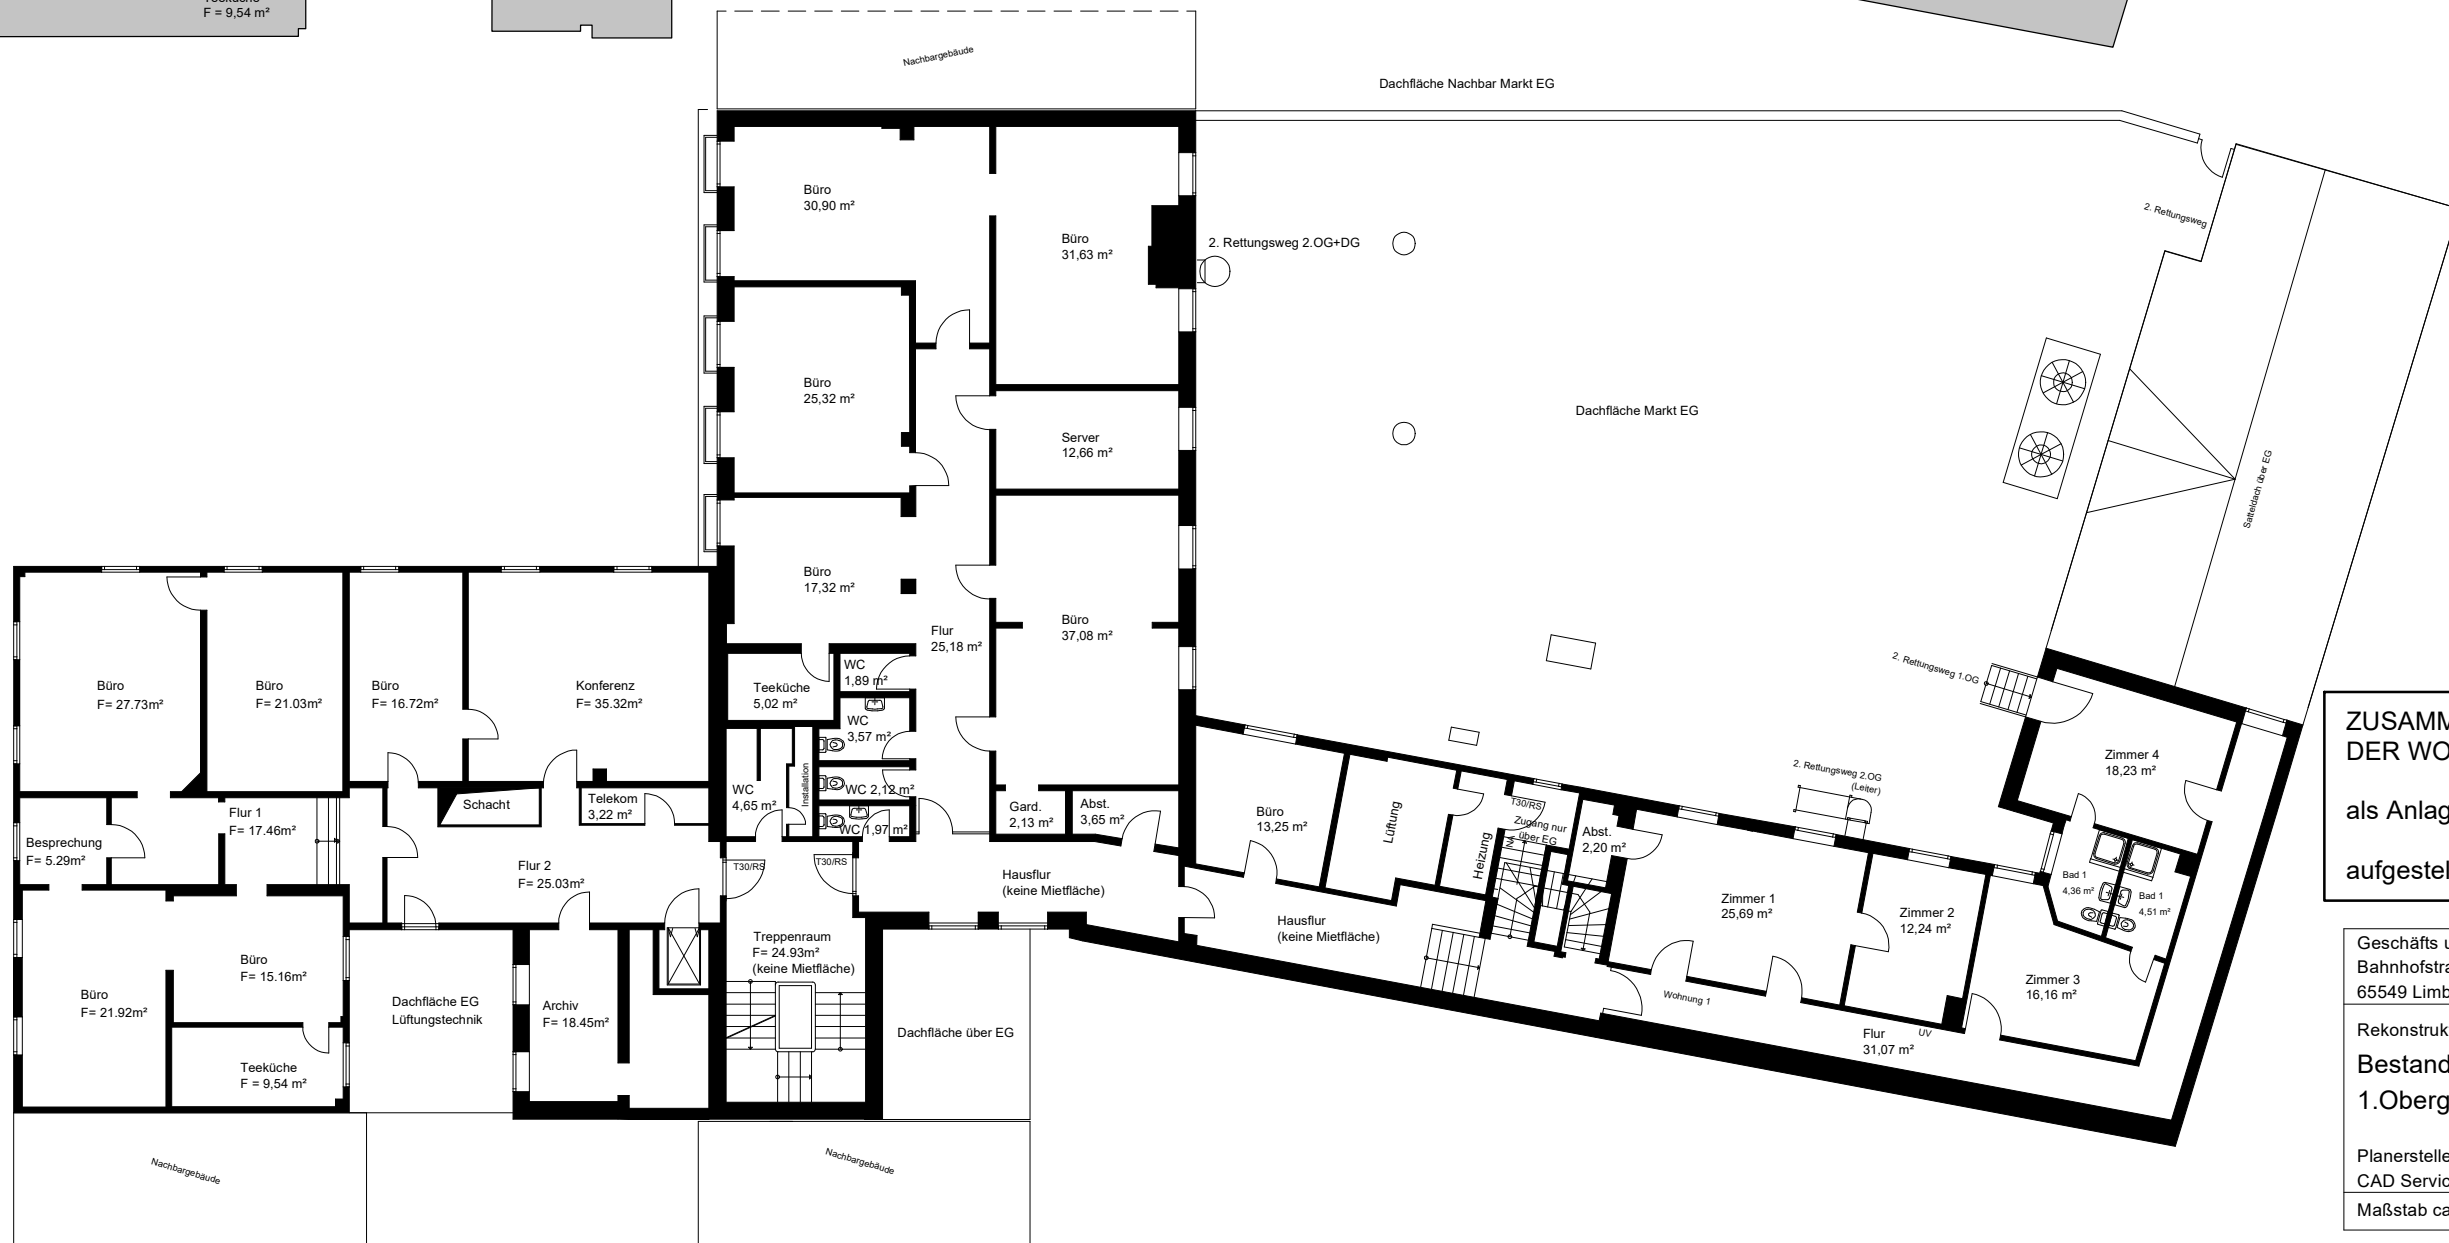 F = 9,54 m²
Nachbargebäude
Dachfläche Nachbar Markt EG
Büro
30,90 m²
Büro
31,63 m²
2. Rettungsweg 2.OG+DG
2. Rettungsweg
Büro
25,32 m²
Server
12,66 m²
Dachfläche Markt EG
Satteldach über EG
Büro
17,32 m²
Flur
25,18 m²
Büro
37,08 m²
Büro
F= 27.73m²
Büro
F= 21.03m²
Büro
F= 16.72m²
Konferenz
F= 35.32m²
Teeküche
5,02 m²
WC
1,89 m²
WC
3,57 m²
WC 2,12 m²
WC 1,97 m²
WC
4,65 m²
Installation
Schacht
Telekom
3,22 m²
Flur 1
F= 17.46m²
Besprechung
F= 5.29m²
Flur 2
F= 25.03m²
T30/RS
T30/RS
Gard.
2,13 m²
Abst.
3,65 m²
Hausflur
(keine Mietfläche)
Büro
13,25 m²
Lüftung
Heizung
T30/RS
Zugang nur
über EG
Abst.
2,20 m²
2. Rettungsweg 1.OG
2. Rettungsweg 2.OG
(Leiter)
Zimmer 4
18,23 m²
Bad 1
4,36 m²
Bad 1
4,51 m²
Zimmer 1
25,69 m²
Zimmer 2
12,24 m²
Zimmer 3
16,16 m²
Hausflur
(keine Mietfläche)
Wohnung 1
Flur
31,07 m²
UV
Büro
F= 21.92m²
Büro
F= 15.16m²
Teeküche
F = 9,54 m²
Dachfläche EG
Lüftungstechnik
Archiv
F= 18.45m²
Treppenraum
F= 24.93m²
(keine Mietfläche)
Dachfläche über EG
Nachbargebäude
Nachbargebäude
ZUSAMM
DER WO
als Anlag
aufgestel
Geschäfts u
Bahnhofstra
65549 Limb
Rekonstruk
Bestand
1.Oberg
Planerstelle
CAD Servic
Maßstab ca